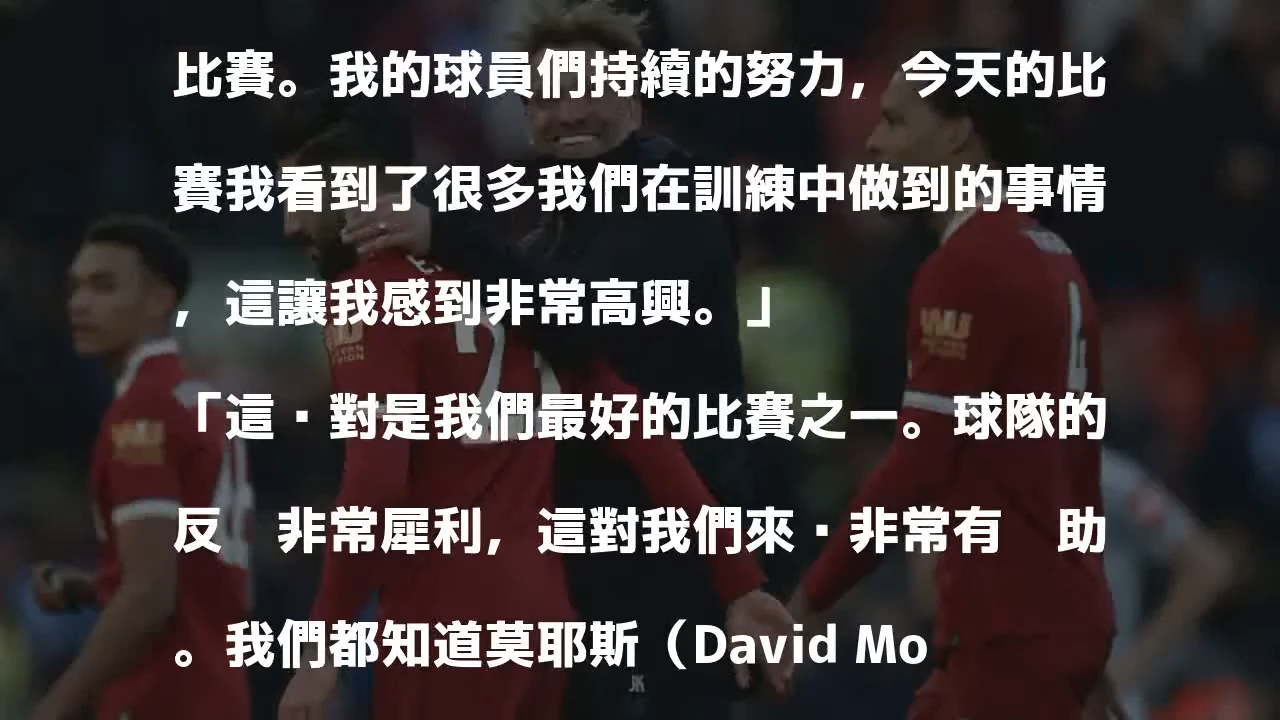 比賽。我的球員們持續的努力，今天的比
賽我看到了很多我們在訓練中做到的事情
，這讓我感到非常高興。」
「這·對是我們最好的比賽之一。球隊的
反　非常犀利，這對我們來·非常有　助
。我們都知道莫耶斯（David Mo
JK